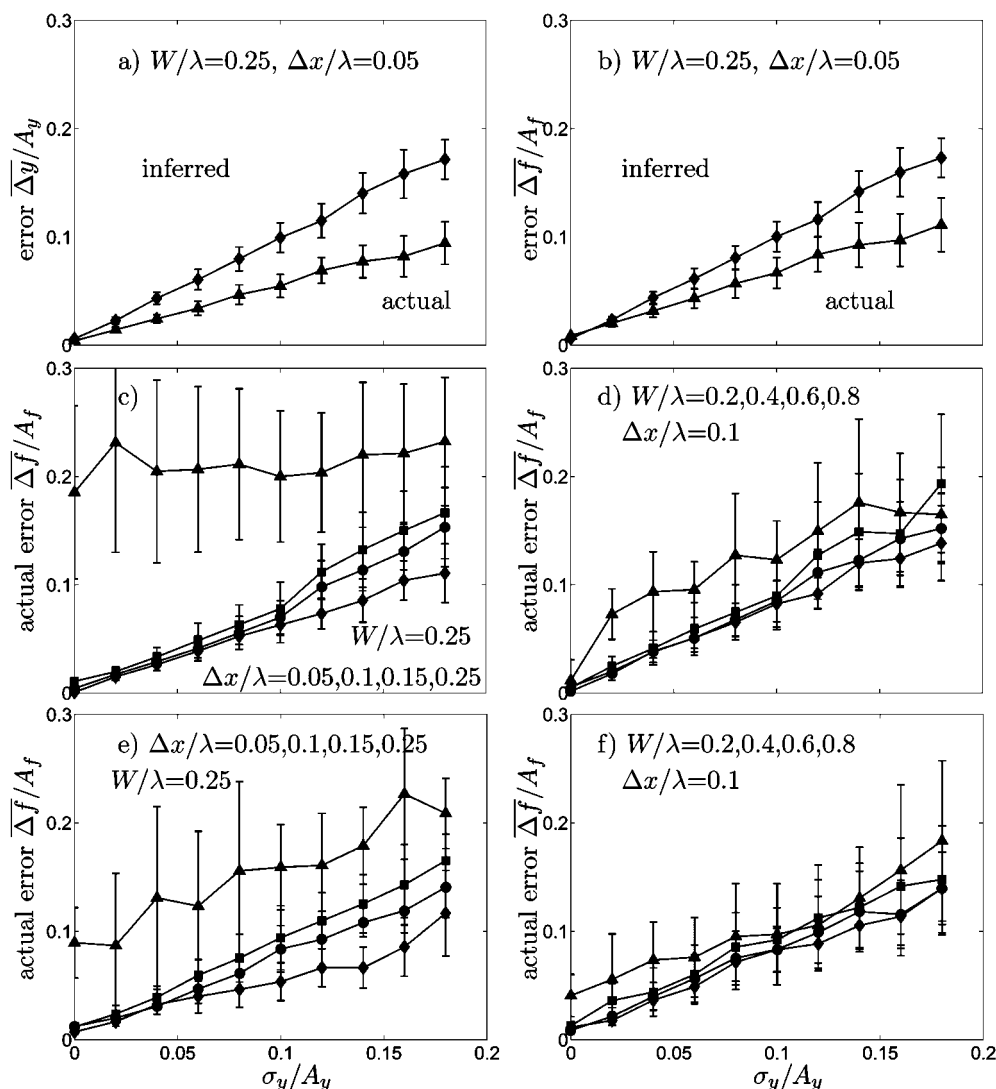 0.3
a) W/λ=0.25, Δx/λ=0.05
0.2
inferred
0.1
actual
0
error Δy/A_y
b) W/λ=0.25, Δx/λ=0.05
0.2
inferred
0.1
actual
0
error Δf/A_f
0.3
0.3
c)
0.2
0.1
W/λ=0.25
Δx/λ=0.05,0.1,0.15,0.25
0
actual error Δf/A_f
0.3
d) W/λ=0.2,0.4,0.6,0.8
Δx/λ=0.1
0.2
0.1
0
actual error Δf/A_f
0.3
e) Δx/λ=0.05,0.1,0.15,0.25
W/λ=0.25
0.2
0.1
0
actual error Δf/A_f
0 0.05 0.1 0.15 0.2
σ_y/A_y
0.3
f) W/λ=0.2,0.4,0.6,0.8
Δx/λ=0.1
0.2
0.1
0
actual error Δf/A_f
0 0.05 0.1 0.15 0.2
σ_y/A_y